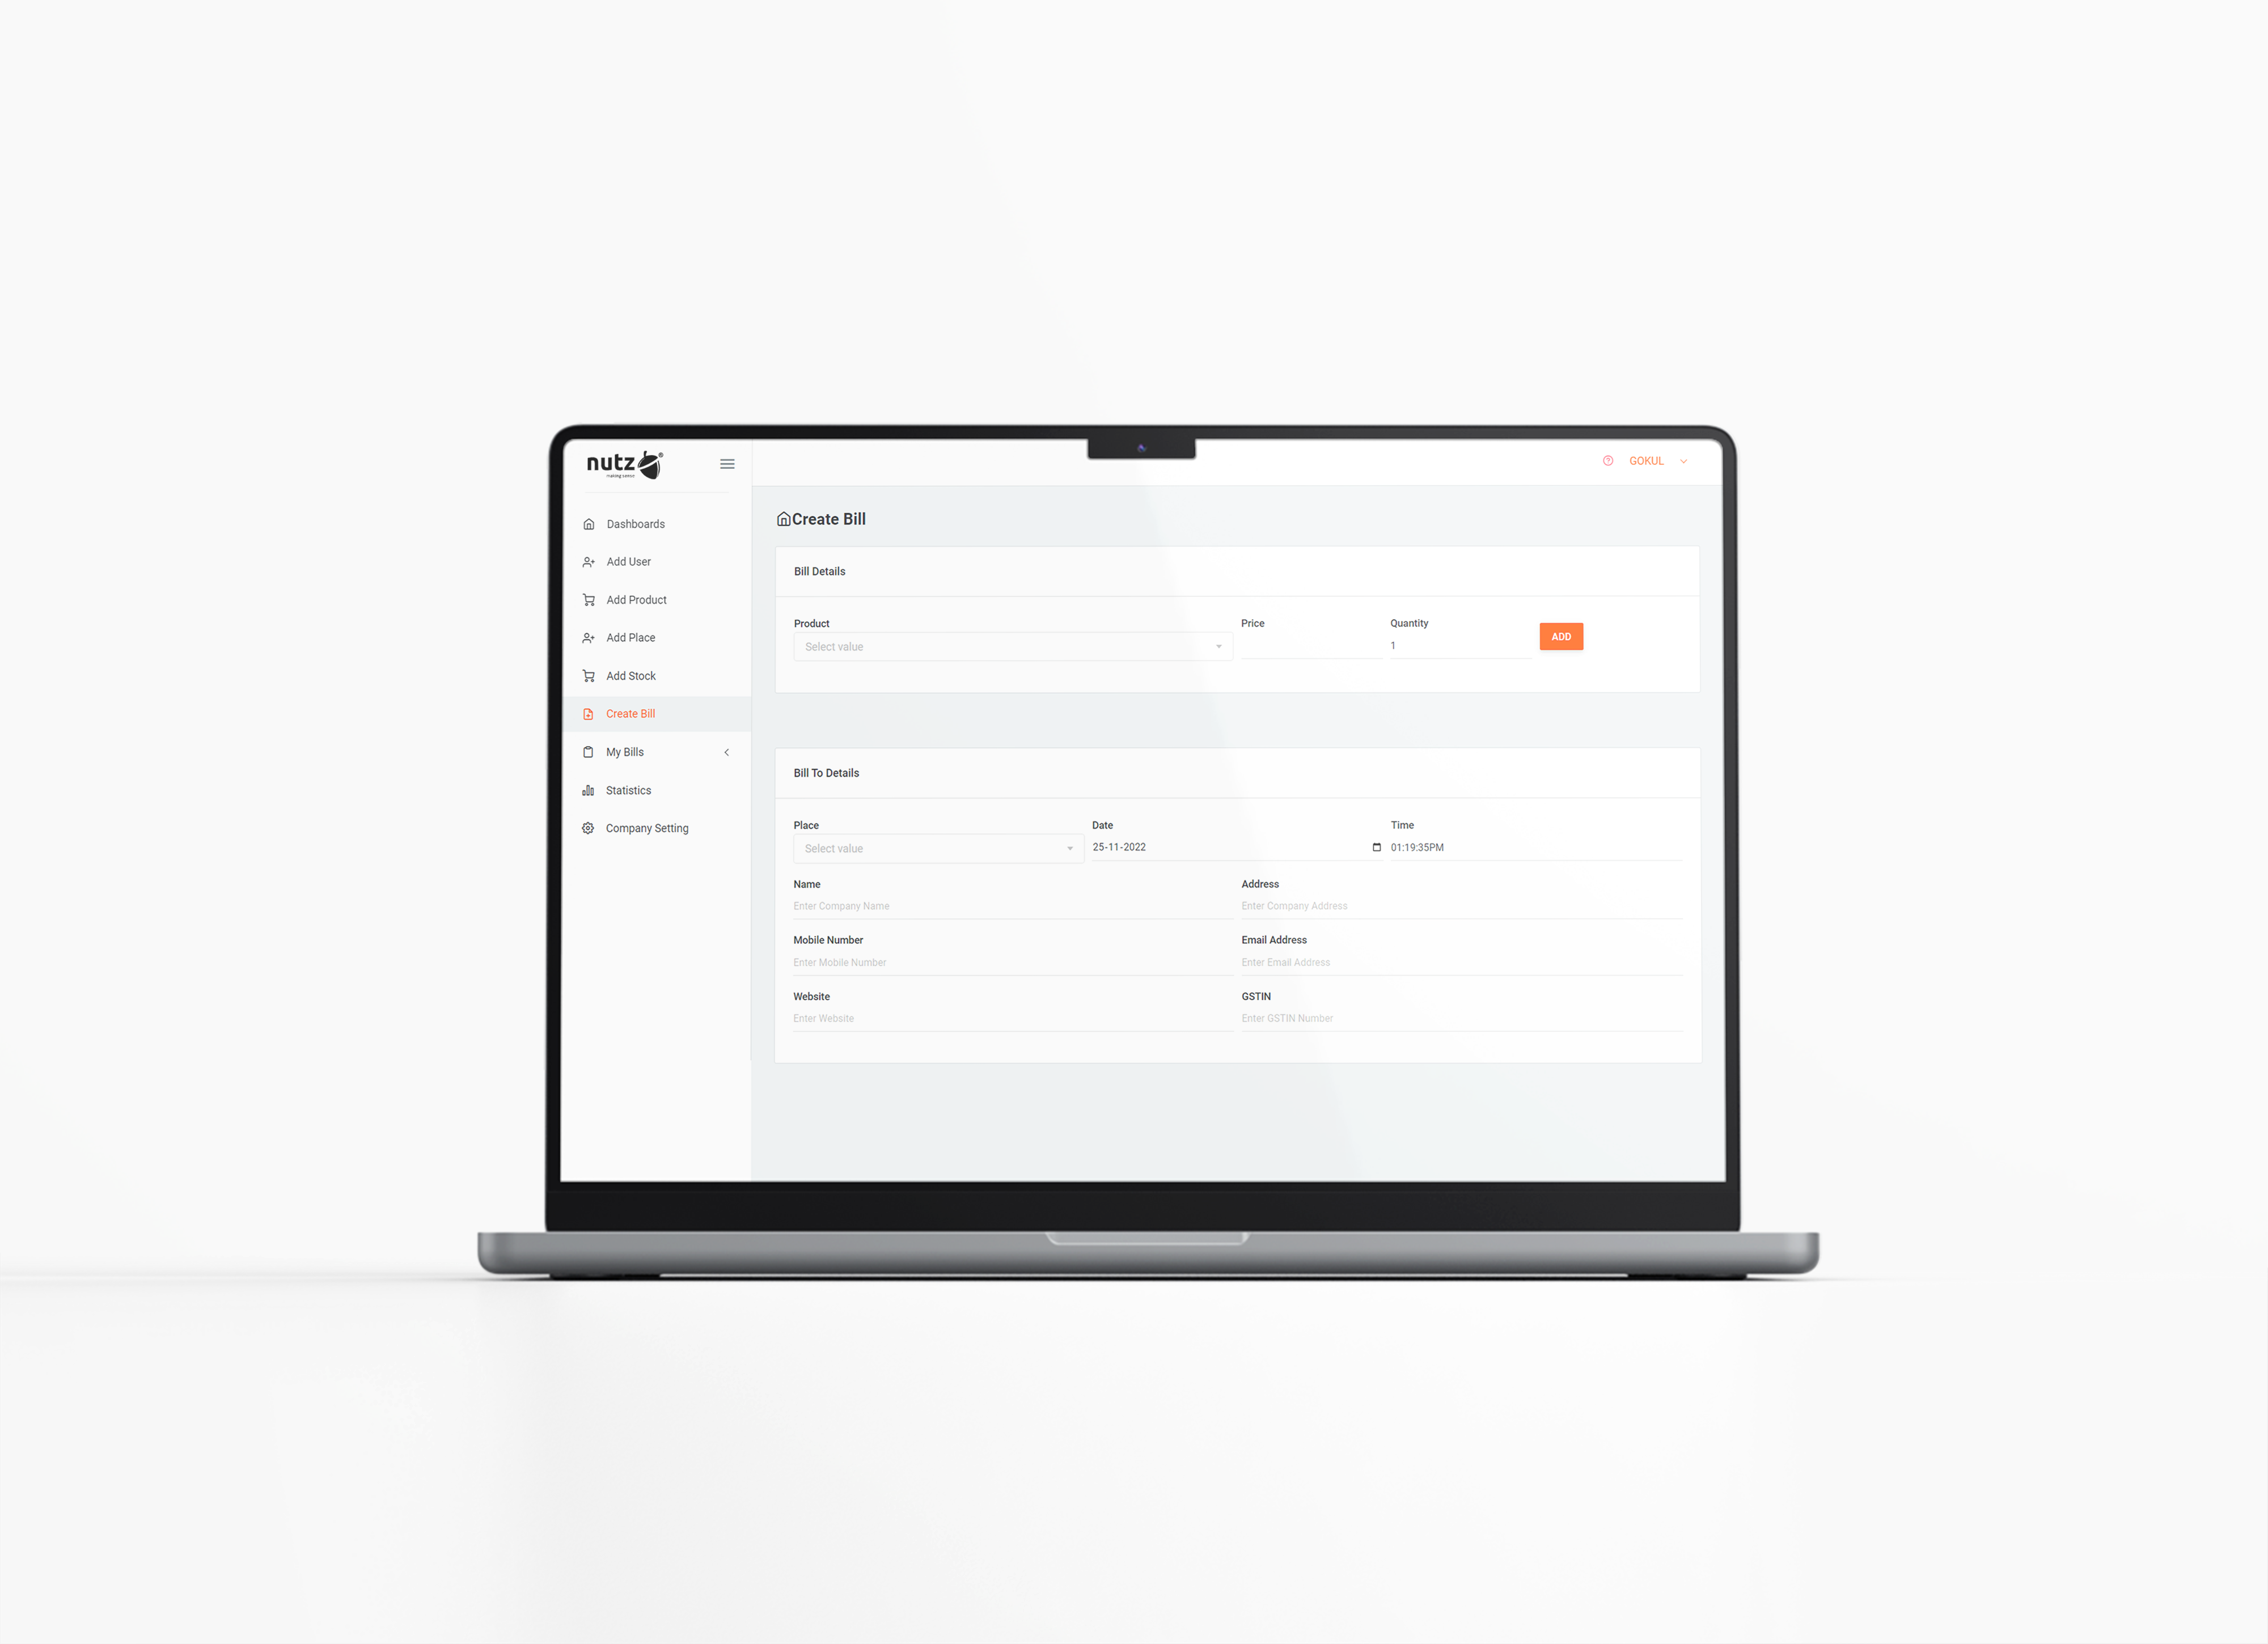 nutz®
making sense
GOKUL
Dashboards
Add User
Add Product
Add Place
Add Stock
Create Bill
My Bills
Statistics
Company Setting
Create Bill
Bill Details
Product Price Quantity
Select value 1 ADD
Bill To Details
Place Date Time
Select value 25-11-2022 01:19:35PM
Name Address
Enter Company Name Enter Company Address
Mobile Number Email Address
Enter Mobile Number Enter Email Address
Website GSTIN
Enter Website Enter GSTIN Number